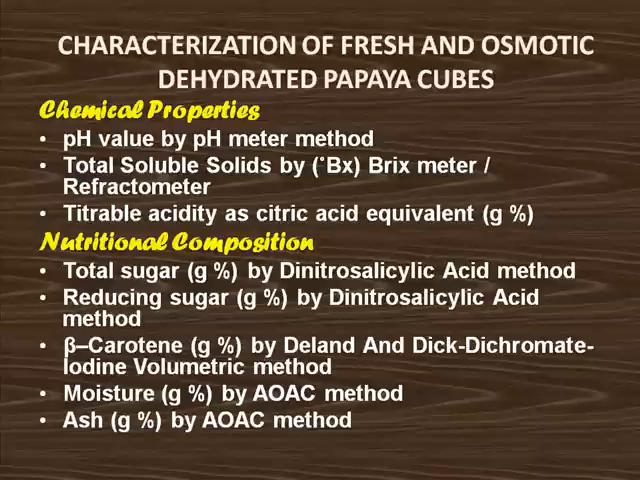 CHARACTERIZATION OF FRESH AND OSMOTIC
DEHYDRATED PAPAYA CUBES
Chemical Properties
• pH value by pH meter method
• Total Soluble Solids by (˚Bx) Brix meter /
Refractometer
• Titrable acidity as citric acid equivalent (g %)
Nutritional Composition
• Total sugar (g %) by Dinitrosalicylic Acid method
• Reducing sugar (g %) by Dinitrosalicylic Acid
method
• β–Carotene (g %) by Deland And Dick-Dichromate-
Iodine Volumetric method
• Moisture (g %) by AOAC method
• Ash (g %) by AOAC method